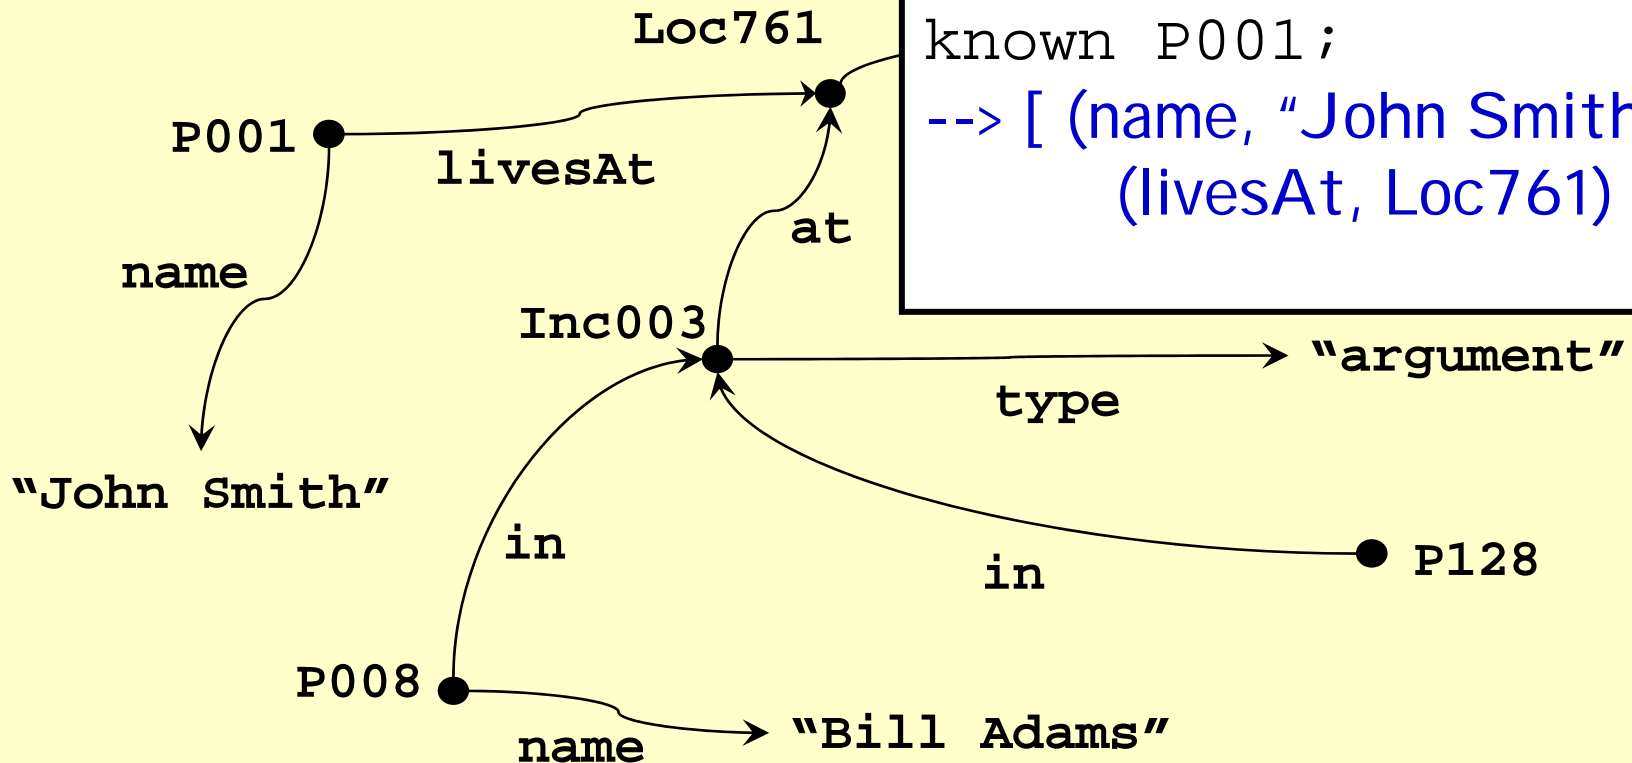 Loc761
known P001;
--> [ (name, “John Smith
(livesAt, Loc761)
P001
livesAt
at
name
Inc003
“argument”
type
“John Smith”
in
in
P128
P008
“Bill Adams”
name